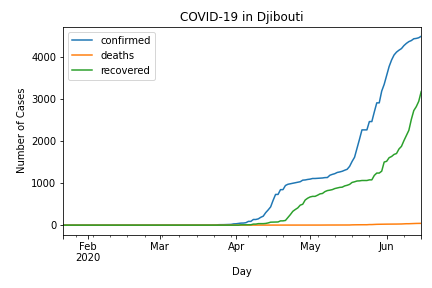 COVID-19 in Djibouti
confirmed
deaths
recovered
Number of Cases
4000
3000
2000
1000
0
Feb
2020
Mar
Apr
May
Jun
Day